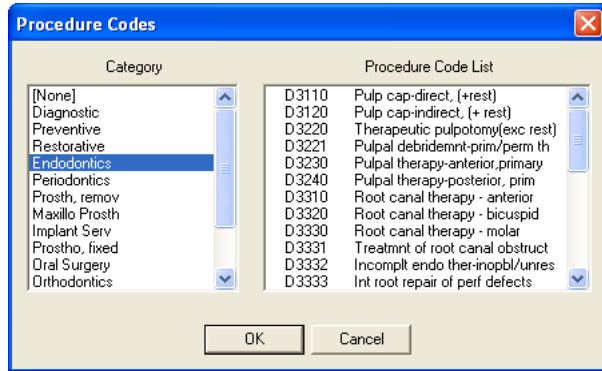 Procedure Codes
Category
[None]
Diagnostic
Preventive
Restorative
Endodontics
Periodontics
Prosth, remov
Maxillo Prosth
Implant Serv
Prostho, fixed
Oral Surgery
Orthodontics
Procedure Code List
D3110 Pulp cap-direct, (+rest)
D3120 Pulp cap-indirect, (+ rest)
D3220 Therapeutic pulpotomy(exc rest)
D3221 Pulpal debridemnt-prim/perm th
D3230 Pulpal therapy-anterior,primary
D3240 Pulpal therapy-posterior, prim
D3310 Root canal therapy - anterior
D3320 Root canal therapy - bicuspid
D3330 Root canal therapy - molar
D3331 Treatmnt of root canal obstruct
D3332 Incomplt endo ther-inopbl/unres
D3333 Int root repair of perf defects
OK
Cancel